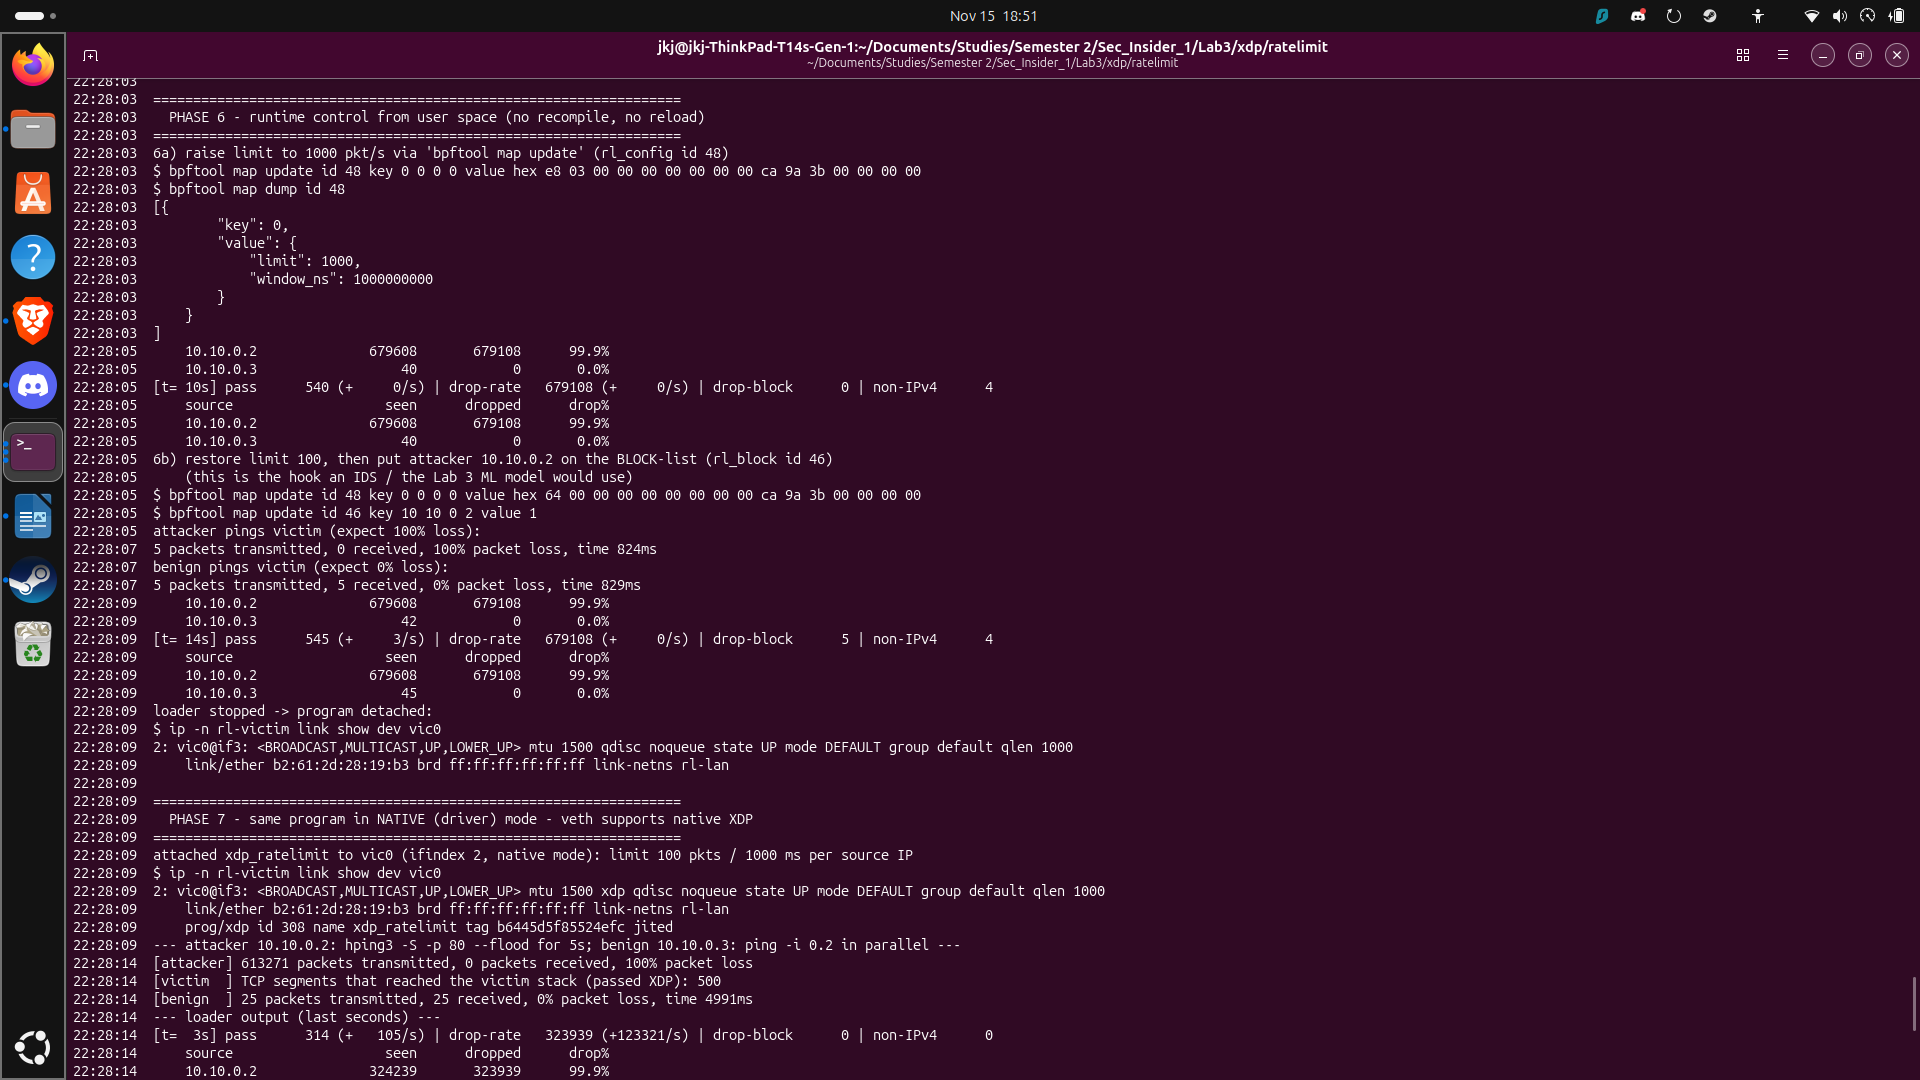 Nov 15 18:51
jkj@jkj-ThinkPad-T14s-Gen-1:~/Documents/Studies/Semester 2/Sec_Insider_1/Lab3/xdp/ratelimit
~/Documents/Studies/Semester 2/Sec_Insider_1/Lab3/xdp/ratelimit
22:28:03
22:28:03  ==================================================================
22:28:03    PHASE 6 - runtime control from user space (no recompile, no reload)
22:28:03  ==================================================================
22:28:03  6a) raise limit to 1000 pkt/s via 'bpftool map update' (rl_config id 48)
22:28:03  $ bpftool map update id 48 key 0 0 0 0 value hex e8 03 00 00 00 00 00 00 00 ca 9a 3b 00 00 00 00
22:28:03  $ bpftool map dump id 48
22:28:03  [{
22:28:03          "key": 0,
22:28:03          "value": {
22:28:03              "limit": 1000,
22:28:03              "window_ns": 1000000000
22:28:03          }
22:28:03      }
22:28:03  ]
22:28:05      10.10.0.2              679608       679108      99.9%
22:28:05      10.10.0.3                  40            0       0.0%
22:28:05  [t= 10s] pass      540 (+     0/s) | drop-rate   679108 (+     0/s) | drop-block      0 | non-IPv4      4
22:28:05      source                   seen      dropped      drop%
22:28:05      10.10.0.2              679608       679108      99.9%
22:28:05      10.10.0.3                  40            0       0.0%
22:28:05  6b) restore limit 100, then put attacker 10.10.0.2 on the BLOCK-list (rl_block id 46)
22:28:05      (this is the hook an IDS / the Lab 3 ML model would use)
22:28:05  $ bpftool map update id 48 key 0 0 0 0 value hex 64 00 00 00 00 00 00 00 00 ca 9a 3b 00 00 00 00
22:28:05  $ bpftool map update id 46 key 10 10 0 2 value 1
22:28:05  attacker pings victim (expect 100% loss):
22:28:07  5 packets transmitted, 0 received, 100% packet loss, time 824ms
22:28:07  benign pings victim (expect 0% loss):
22:28:07  5 packets transmitted, 5 received, 0% packet loss, time 829ms
22:28:09      10.10.0.2              679608       679108      99.9%
22:28:09      10.10.0.3                  42            0       0.0%
22:28:09  [t= 14s] pass      545 (+     3/s) | drop-rate   679108 (+     0/s) | drop-block      5 | non-IPv4      4
22:28:09      source                   seen      dropped      drop%
22:28:09      10.10.0.2              679608       679108      99.9%
22:28:09      10.10.0.3                  45            0       0.0%
22:28:09  loader stopped -> program detached:
22:28:09  $ ip -n rl-victim link show dev vic0
22:28:09  2: vic0@if3: <BROADCAST,MULTICAST,UP,LOWER_UP> mtu 1500 qdisc noqueue state UP mode DEFAULT group default qlen 1000
22:28:09      link/ether b2:61:2d:28:19:b3 brd ff:ff:ff:ff:ff:ff link-netns rl-lan
22:28:09
22:28:09  ==================================================================
22:28:09    PHASE 7 - same program in NATIVE (driver) mode - veth supports native XDP
22:28:09  ==================================================================
22:28:09  attached xdp_ratelimit to vic0 (ifindex 2, native mode): limit 100 pkts / 1000 ms per source IP
22:28:09  $ ip -n rl-victim link show dev vic0
22:28:09  2: vic0@if3: <BROADCAST,MULTICAST,UP,LOWER_UP> mtu 1500 xdp qdisc noqueue state UP mode DEFAULT group default qlen 1000
22:28:09      link/ether b2:61:2d:28:19:b3 brd ff:ff:ff:ff:ff:ff link-netns rl-lan
22:28:09      prog/xdp id 308 name xdp_ratelimit tag b6445d5f85524efc jited
22:28:09  --- attacker 10.10.0.2: hping3 -S -p 80 --flood for 5s; benign 10.10.0.3: ping -i 0.2 in parallel ---
22:28:14  [attacker] 613271 packets transmitted, 0 packets received, 100% packet loss
22:28:14  [victim  ] TCP segments that reached the victim stack (passed XDP): 500
22:28:14  [benign  ] 25 packets transmitted, 25 received, 0% packet loss, time 4991ms
22:28:14  --- loader output (last seconds) ---
22:28:14  [t=  3s] pass      314 (+   105/s) | drop-rate   323939 (+123321/s) | drop-block      0 | non-IPv4      0
22:28:14      source                   seen      dropped      drop%
22:28:14      10.10.0.2              324239       323939      99.9%